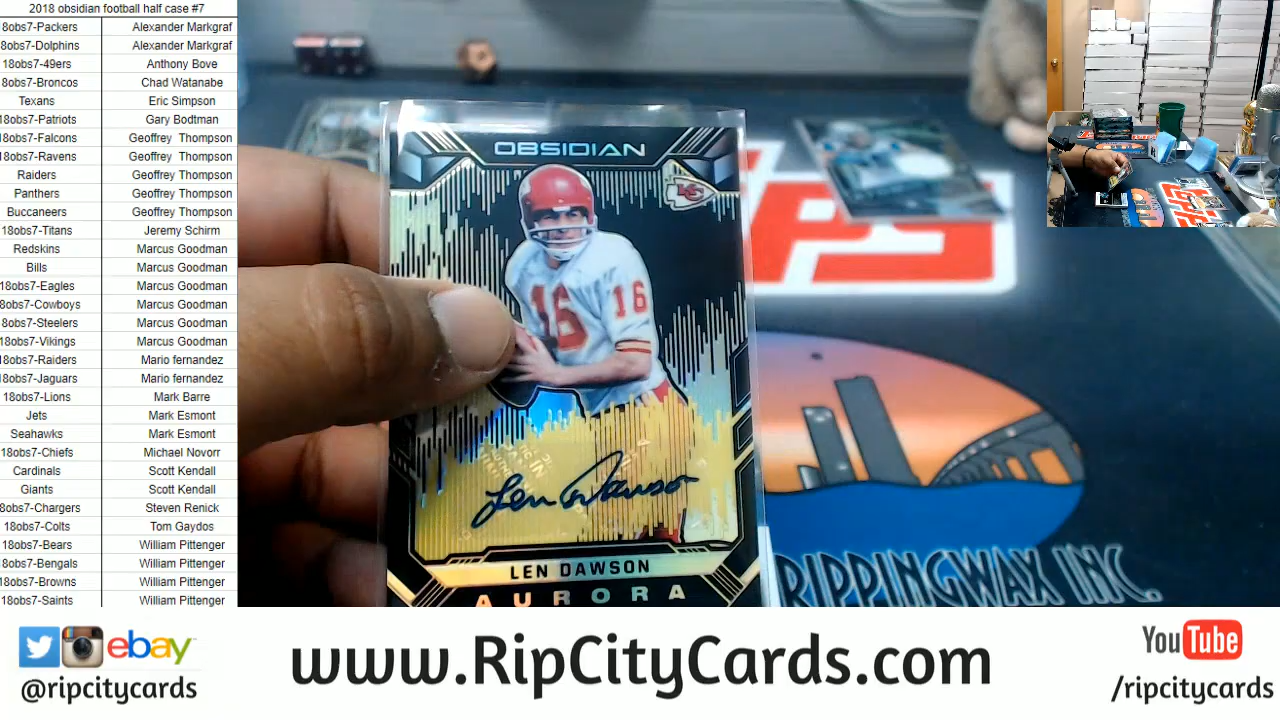 2018 obsidian football half case #7
8obs7-Packers Alexander Markgraf
8obs7-Dolphins Alexander Markgraf
18obs7-49ers Anthony Bove
8obs7-Broncos Chad Watanabe
Texans Eric Simpson
18obs7-Patriots Gary Bodtman
8obs7-Falcons Geoffrey Thompson
18obs7-Ravens Geoffrey Thompson
Raiders Geoffrey Thompson
Panthers Geoffrey Thompson
Buccaneers Geoffrey Thompson
18obs7-Titans Jeremy Schirm
Redskins Marcus Goodman
Bills Marcus Goodman
18obs7-Eagles Marcus Goodman
8obs7-Cowboys Marcus Goodman
8obs7-Steelers Marcus Goodman
18obs7-Vikings Marcus Goodman
18obs7-Raiders Mario fernandez
18obs7-Jaguars Mario fernandez
18obs7-Lions Mark Barre
Jets Mark Esmont
Seahawks Mark Esmont
18obs7-Chiefs Michael Novorr
Cardinals Scott Kendall
Giants Scott Kendall
8obs7-Chargers Steven Renick
18obs7-Colts Tom Gaydos
18obs7-Bears William Pittenger
8obs7-Bengals William Pittenger
18obs7-Browns William Pittenger
18obs7-Saints William Pittenger
OBSIDIAN
KC
16 16
Len Dawson
LEN DAWSON
AURORA
PS
RIPPINGWAX INC.
ebay
@ripcitycards
www.RipCityCards.com
YouTube
/ripcitycards